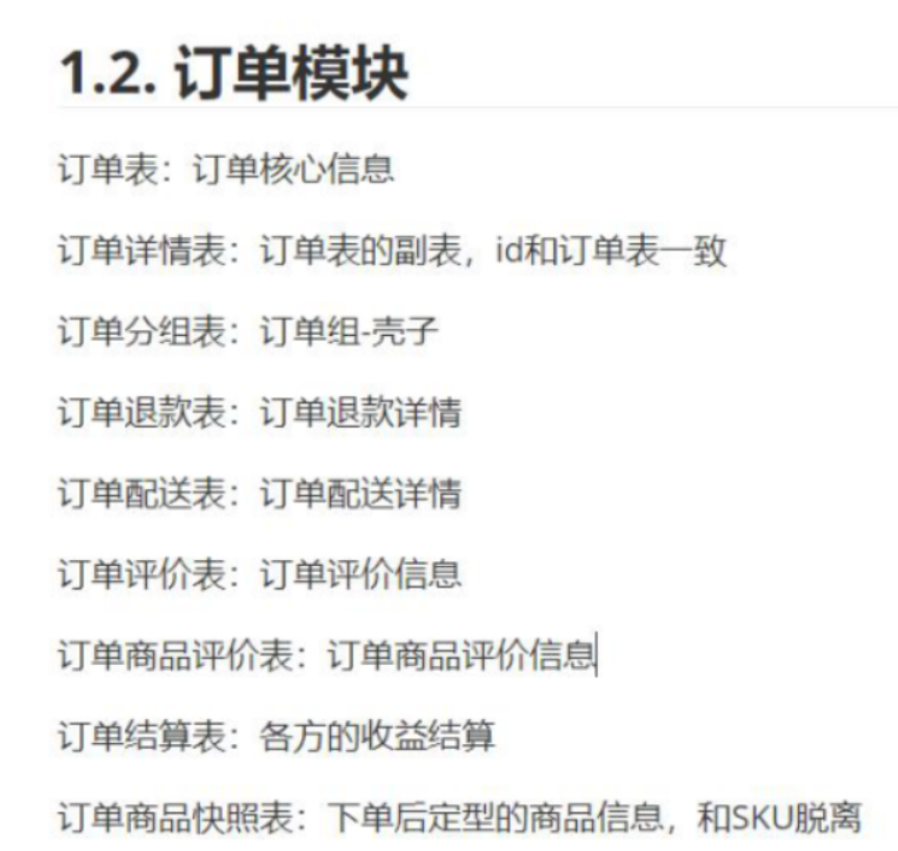 1.2. 订单模块
订单表：订单核心信息
订单详情表：订单表的副表，id和订单表一致
订单分组表：订单组-壳子
订单退款表：订单退款详情
订单配送表：订单配送详情
订单评价表：订单评价信息
订单商品评价表：订单商品评价信息
订单结算表：各方的收益结算
订单商品快照表：下单后定型的商品信息，和SKU脱离